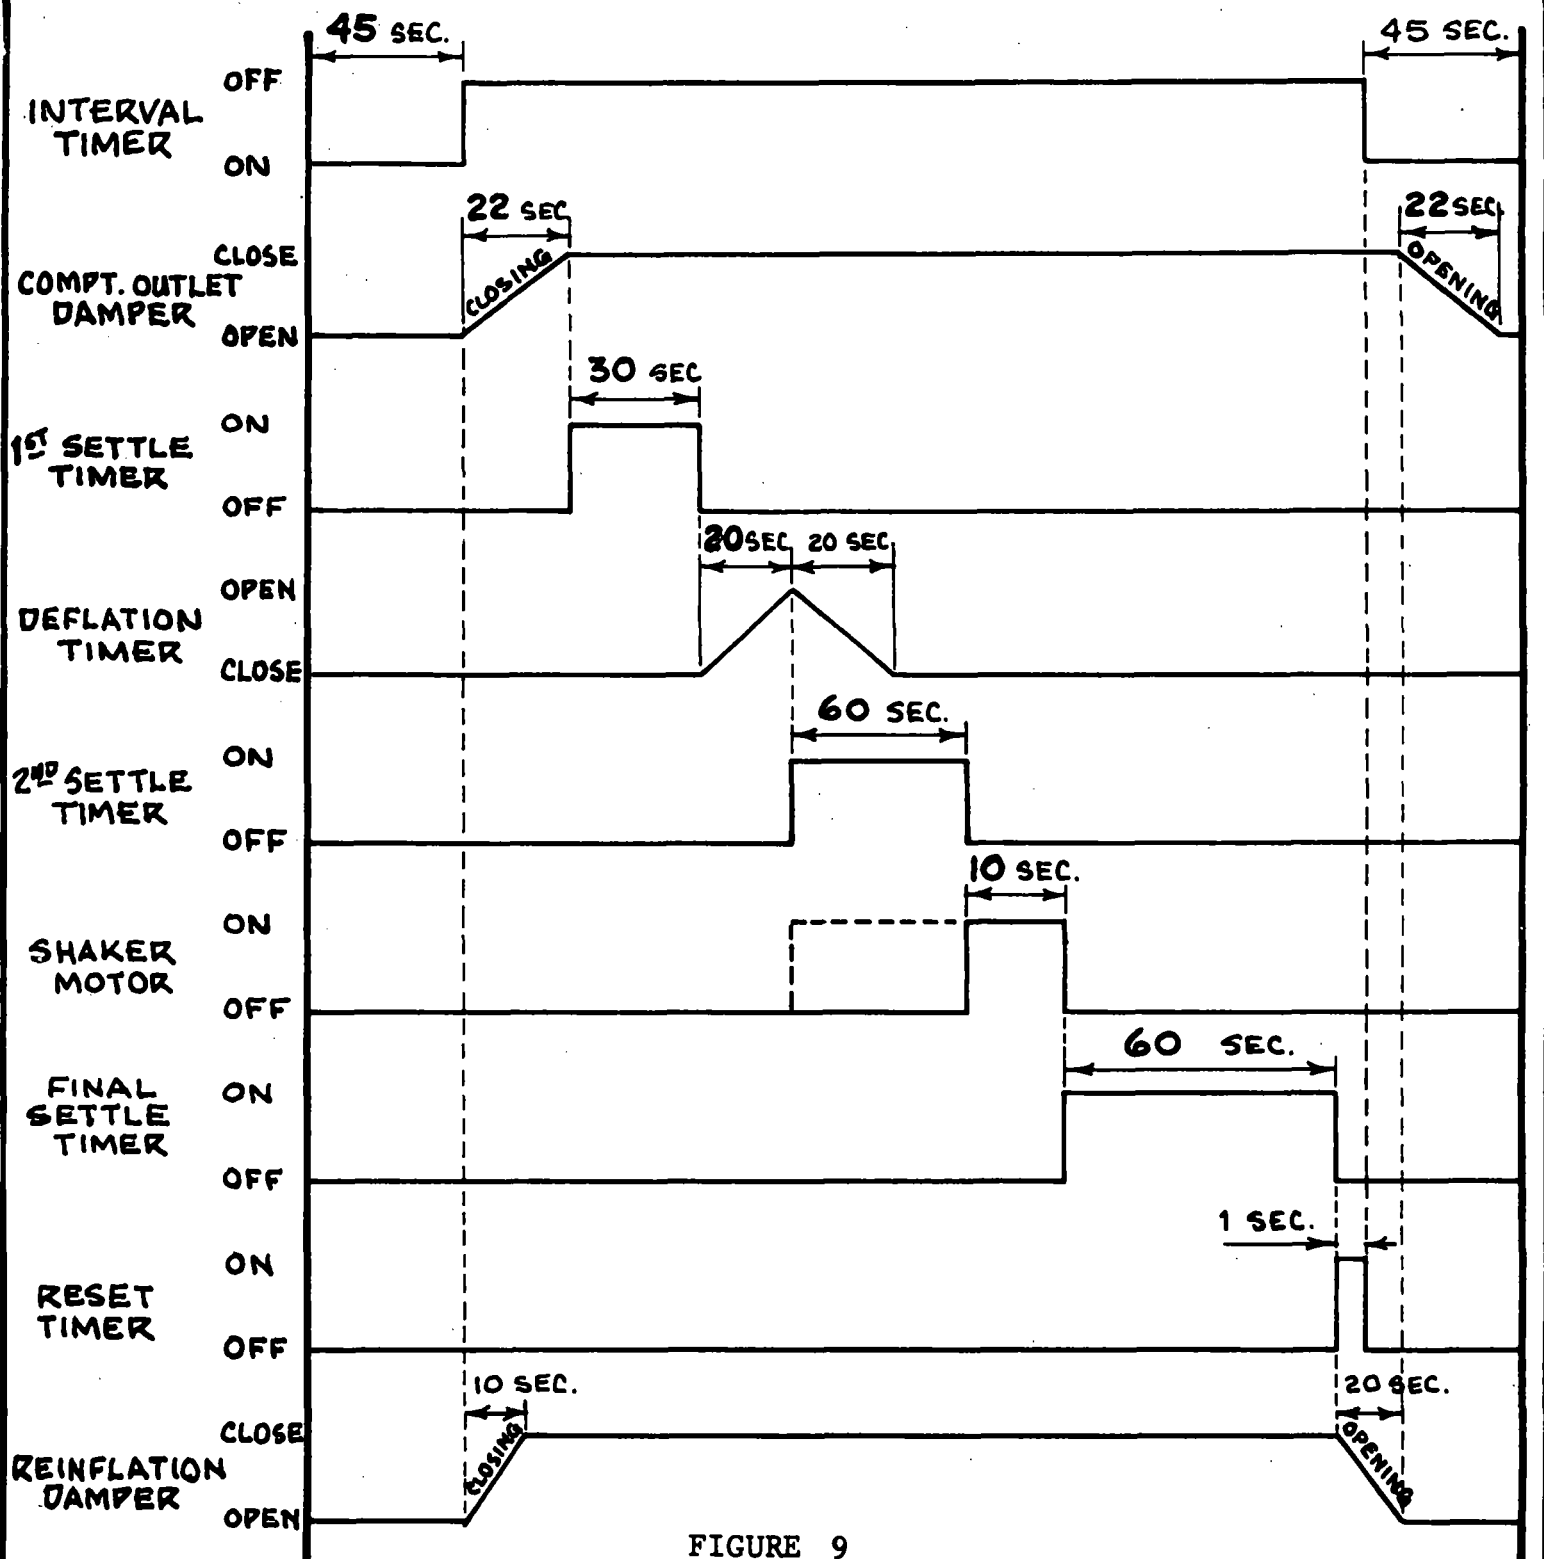 45 SEC.
45 SEC.
INTERVAL
TIMER
OFF
ON
22 SEC
22 SEC.
COMPT. OUTLET
DAMPER
CLOSE
OPEN
CLOSING
OPENING
30 SEC
1ST SETTLE
TIMER
ON
OFF
20 SEC
20 SEC.
DEFLATION
TIMER
OPEN
CLOSE
60 SEC.
2ND SETTLE
TIMER
ON
OFF
10 SEC.
SHAKER
MOTOR
ON
OFF
60 SEC.
FINAL
SETTLE
TIMER
ON
OFF
1 SEC.
RESET
TIMER
ON
OFF
10 SEC.
20 SEC.
REINFLATION
DAMPER
CLOSE
OPEN
CLOSING
OPENING
FIGURE 9